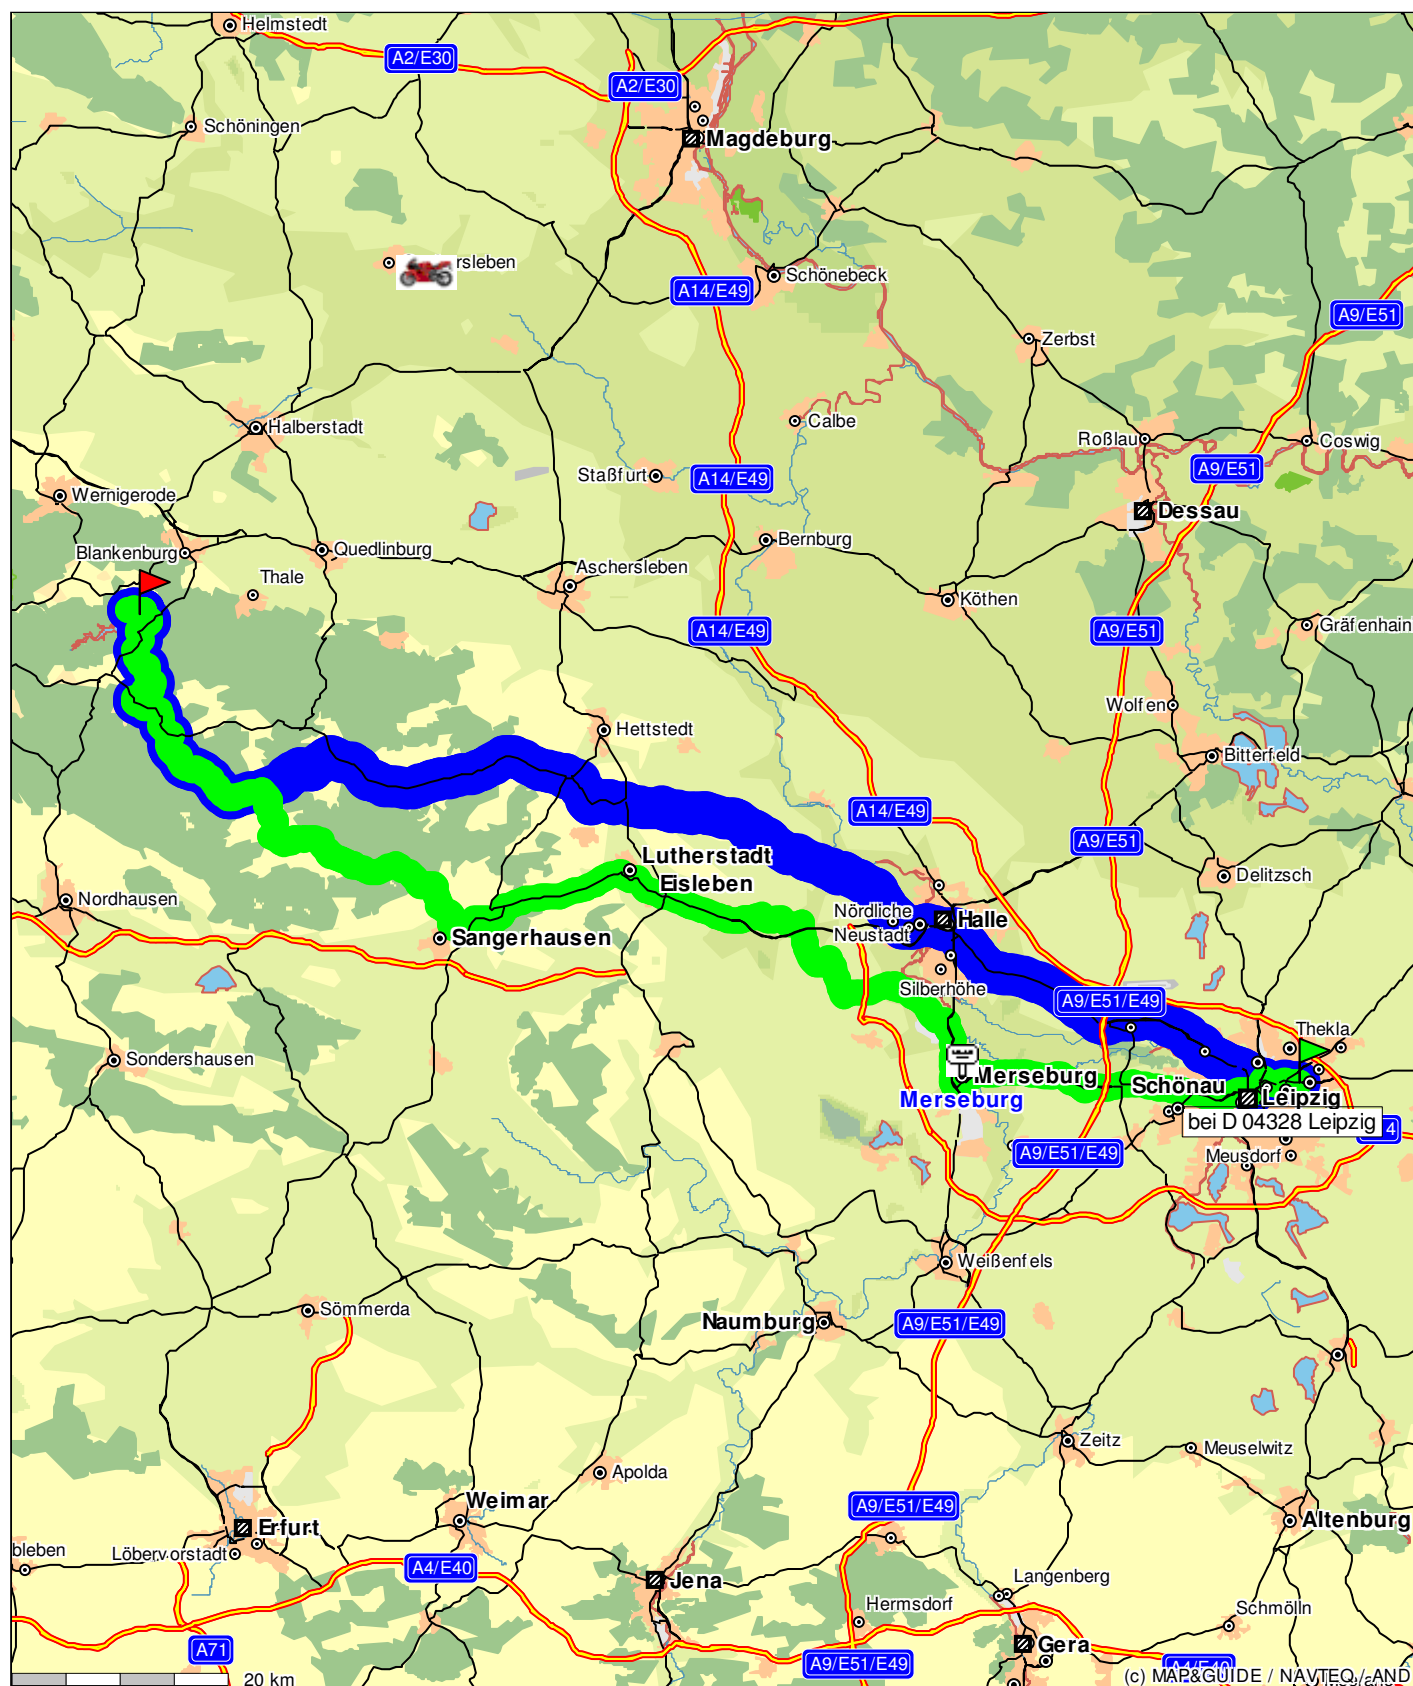 Helmstedt
A2/E30
A2/E30
Schöningen
Magdeburg
rsleben
Schönebeck
A14/E49
A9/E51
Zerbst
Calbe
Halberstadt
Roßlau
Coswig
A9/E51
Staßfurt
A14/E49
Wernigerode
Dessau
Bernburg
Blankenburg
Quedlinburg
Aschersleben
Thale
Köthen
Gräfenhain
A14/E49
A9/E51
Wolfen
Hettstedt
Bitterfeld
A14/E49
A9/E51
Lutherstadt
Eisleben
Delitzsch
Nordhausen
Nördliche
Neustadt
Halle
Sangerhausen
Silberhöhe
A9/E51/E49
Thekla
Sondershausen
Merseburg
Schönau
Leipzig
Merseburg
bei D 04328 Leipzig
4
A9/E51/E49
Meusdorf
Weißenfels
Sömmerda
Naumburg
A9/E51/E49
Zeitz
Meuselwitz
Apolda
Weimar
A9/E51/E49
Altenburg
Erfurt
bleben
Löbervorstadt
A4/E40
Jena
Langenberg
Hermsdorf
Schmölln
A71
Gera
A9/E51/E49
A4/E40
20 km
(c) MAP&GUIDE / NAVTEQ / AND